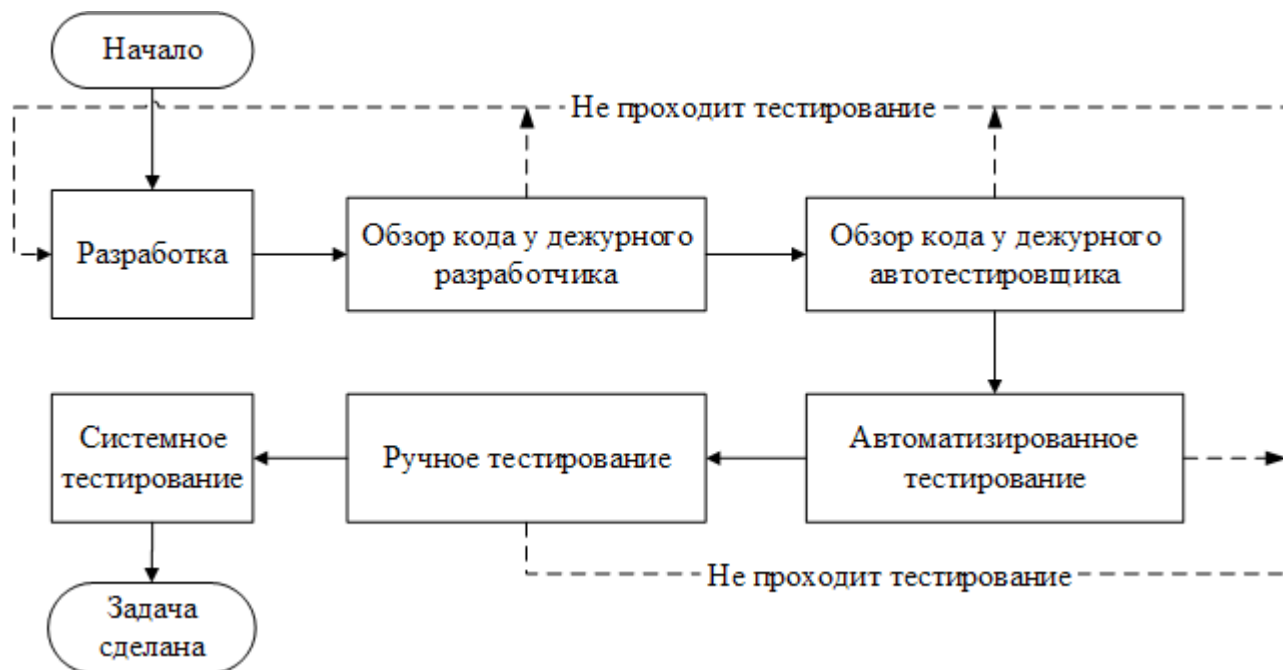 Начало
Не проходит тестирование
Разработка
Обзор кода у дежурного
разработчика
Обзор кода у дежурного
автотестировщика
Системное
тестирование
Ручное тестирование
Автоматизированное
тестирование
Не проходит тестирование
Задача
сделана